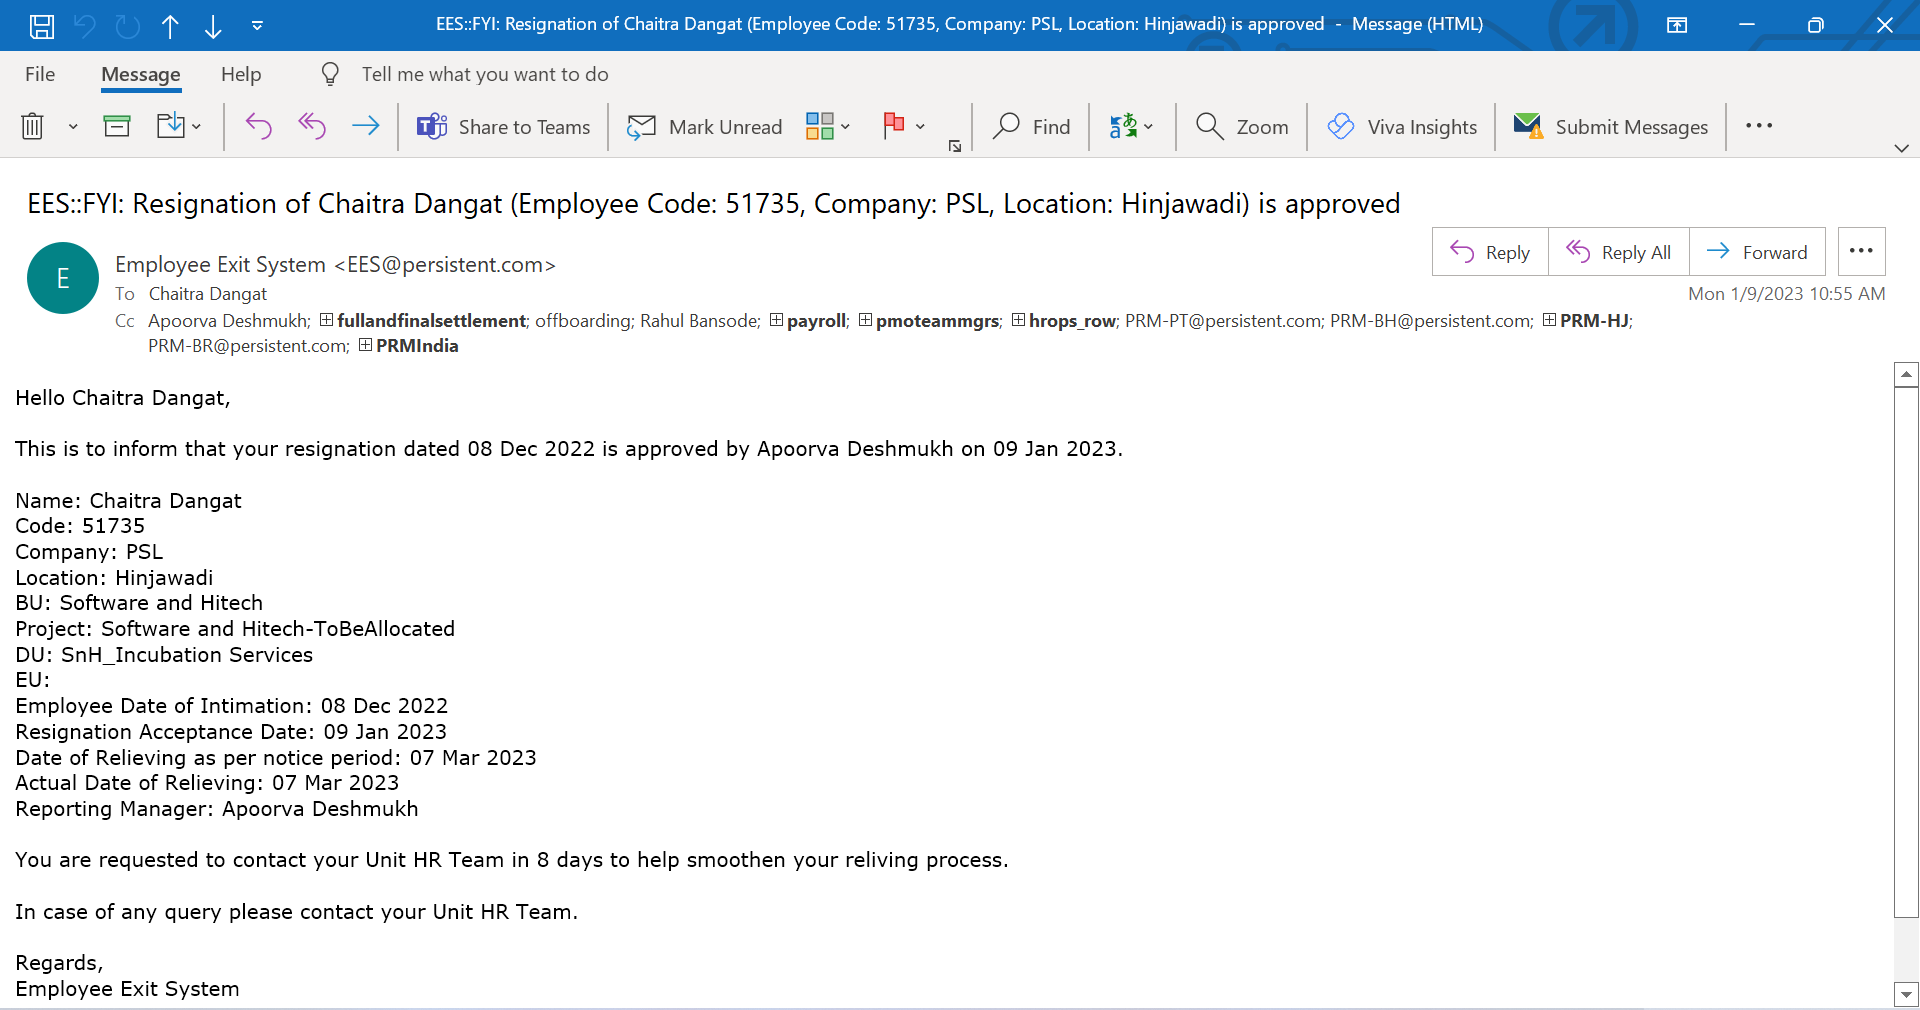 EES::FYI: Resignation of Chaitra Dangat (Employee Code: 51735, Company: PSL, Location: Hinjawadi) is approved - Message (HTML)
File Message Help Tell me what you want to do
Share to Teams Mark Unread Find Zoom Viva Insights Submit Messages
EES::FYI: Resignation of Chaitra Dangat (Employee Code: 51735, Company: PSL, Location: Hinjawadi) is approved
Reply Reply All Forward
E
Employee Exit System <EES@persistent.com>
To Chaitra Dangat
Mon 1/9/2023 10:55 AM
Cc Apoorva Deshmukh; fullandfinalsettlement; offboarding; Rahul Bansode; payroll; pmoteammgrs; hrops_row; PRM-PT@persistent.com; PRM-BH@persistent.com; PRM-HJ;
PRM-BR@persistent.com; PRMIndia
Hello Chaitra Dangat,
This is to inform that your resignation dated 08 Dec 2022 is approved by Apoorva Deshmukh on 09 Jan 2023.
Name: Chaitra Dangat
Code: 51735
Company: PSL
Location: Hinjawadi
BU: Software and Hitech
Project: Software and Hitech-ToBeAllocated
DU: SnH_Incubation Services
EU:
Employee Date of Intimation: 08 Dec 2022
Resignation Acceptance Date: 09 Jan 2023
Date of Relieving as per notice period: 07 Mar 2023
Actual Date of Relieving: 07 Mar 2023
Reporting Manager: Apoorva Deshmukh
You are requested to contact your Unit HR Team in 8 days to help smoothen your reliving process.
In case of any query please contact your Unit HR Team.
Regards,
Employee Exit System